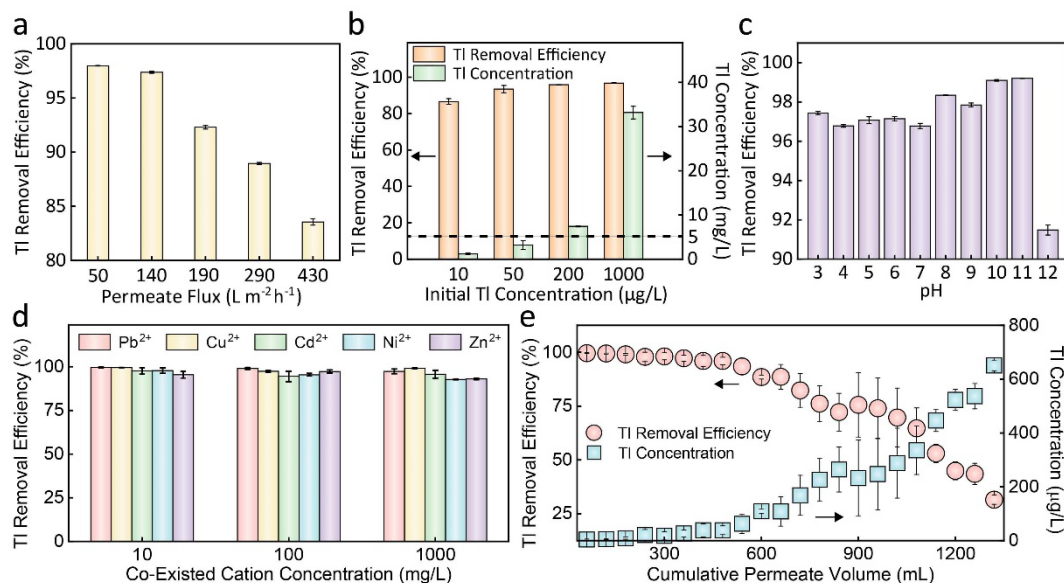 a
Tl Removal Efficiency (%)
100
95
90
85
80
50 140 190 290 430
Permeate Flux (L m⁻² h⁻¹)
b
Tl Removal Efficiency (%)
100
80
60
40
20
0
Tl Removal Efficiency
Tl Concentration
40
30
20
10
5
0
Tl Concentration (mg/L)
10 50 200 1000
Initial Tl Concentration (μg/L)
c
Tl Removal Efficiency (%)
100
98
96
94
92
90
3 4 5 6 7 8 9 10 11 12
pH
d
Tl Removal Efficiency (%)
Pb²⁺ Cu²⁺ Cd²⁺ Ni²⁺ Zn²⁺
100
75
50
25
0
10 100 1000
Co-Existed Cation Concentration (mg/L)
e
Tl Removal Efficiency (%)
100
75
50
25
Tl Removal Efficiency
Tl Concentration
800
600
400
200
0
Tl Concentration (μg/L)
300 600 900 1200
Cumulative Permeate Volume (mL)